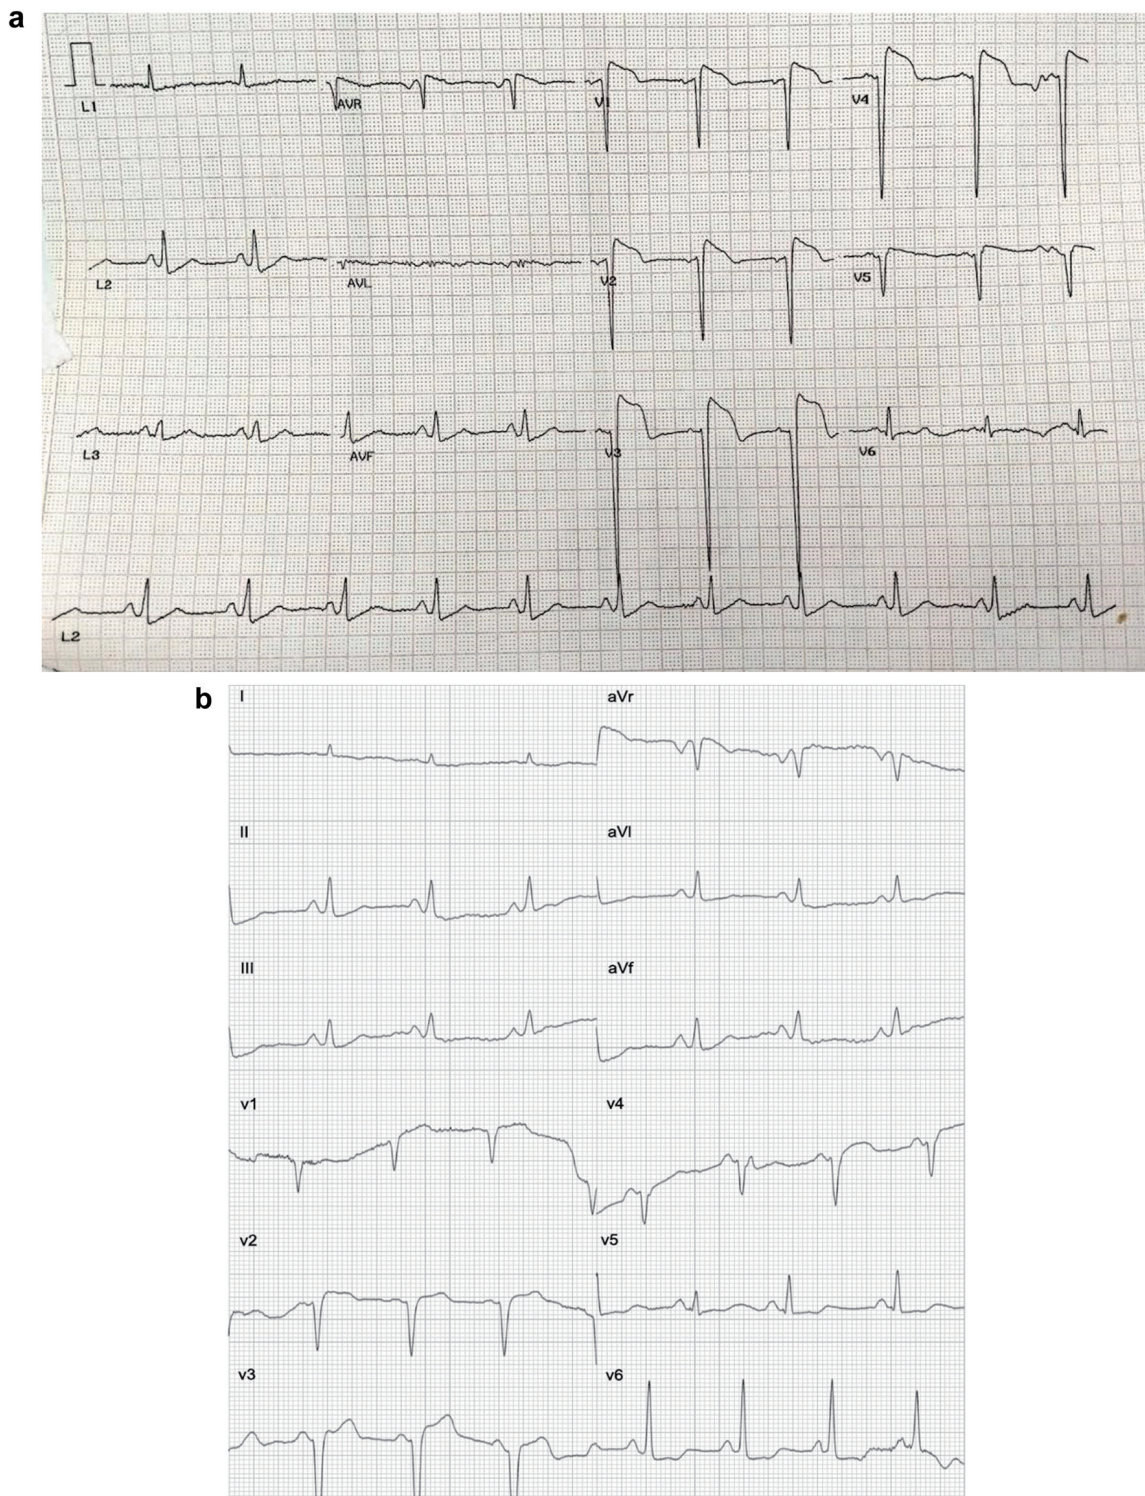 a
L1 AVR V1 V4
L2 AVL V2 V5
L3 AVF V3 V6
L2
b
I aVr
II aVl
III aVf
v1 v4
v2 v5
v3 v6